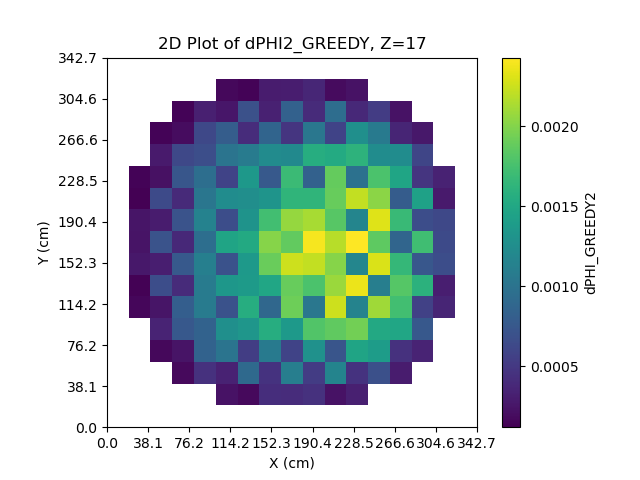 2D Plot of dPHI2_GREEDY, Z=17
342.7
304.6
266.6
228.5
190.4
152.3
114.2
76.2
38.1
0.0
Y (cm)
0.0 38.1 76.2 114.2 152.3 190.4 228.5 266.6 304.6 342.7
X (cm)
0.0020
0.0015
0.0010
0.0005
dPHI_GREEDY2